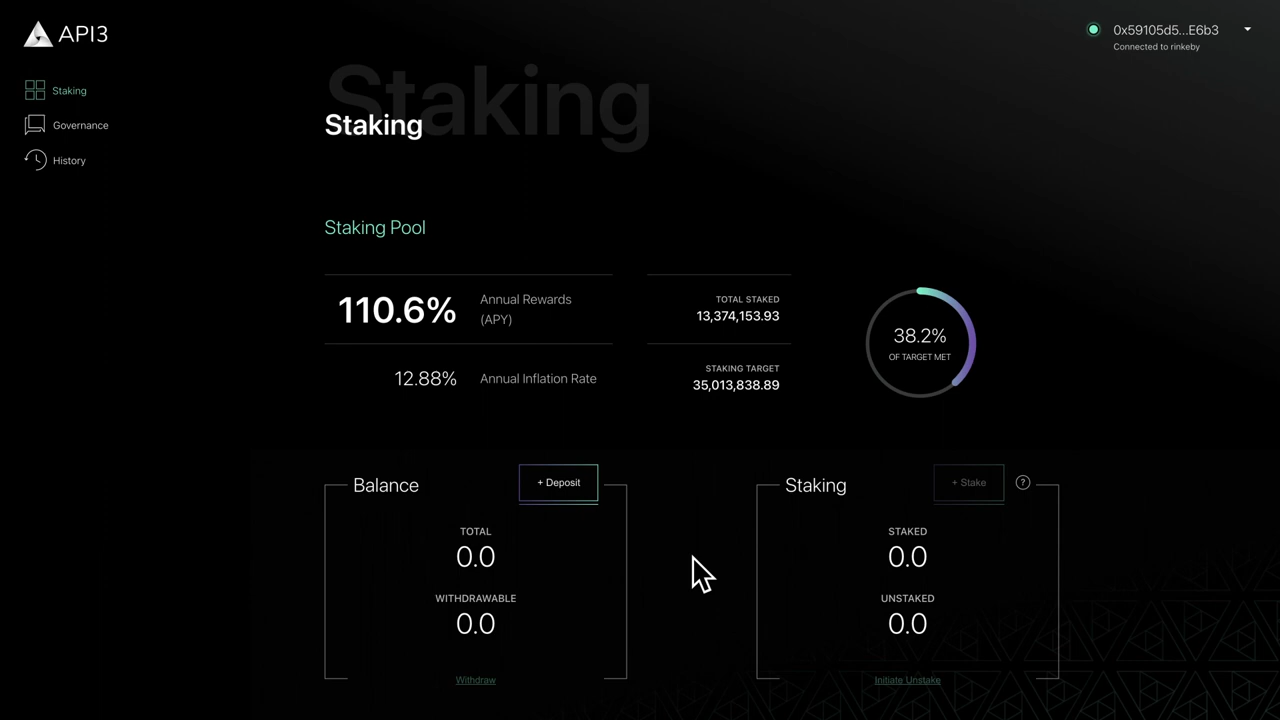 API3
0x59105d5...E6b3
Connected to rinkeby
Staking
Governance
History
Staking
Staking
Staking Pool
110.6%
Annual Rewards
(APY)
12.88%
Annual Inflation Rate
TOTAL STAKED
13,374,153.93
STAKING TARGET
35,013,838.89
38.2%
OF TARGET MET
Balance
+ Deposit
TOTAL
0.0
WITHDRAWABLE
0.0
Withdraw
Staking
+ Stake
?
STAKED
0.0
UNSTAKED
0.0
Initiate Unstake